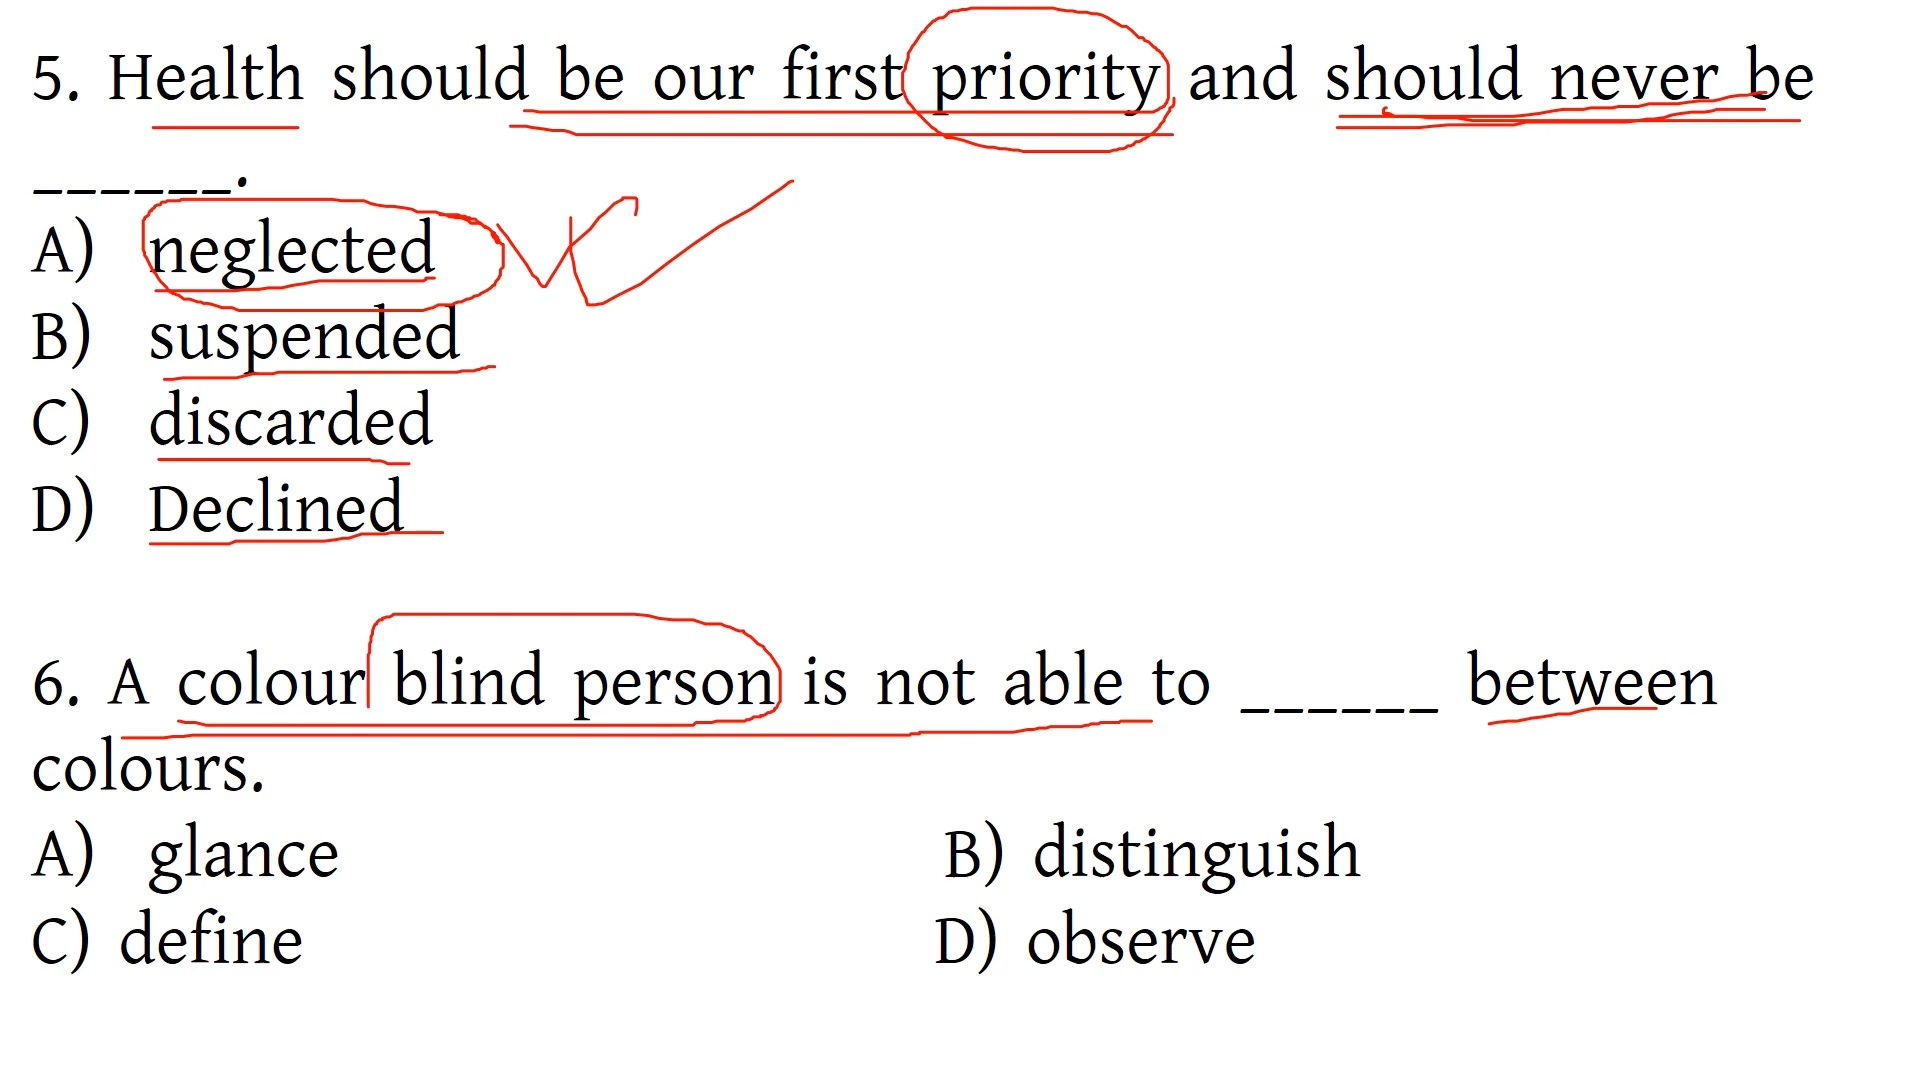 5. Health should be our first priority and should never be
______.
A) neglected
B) suspended
C) discarded
D) Declined
6. A colour blind person is not able to ______ between
colours.
A) glance B) distinguish
C) define D) observe